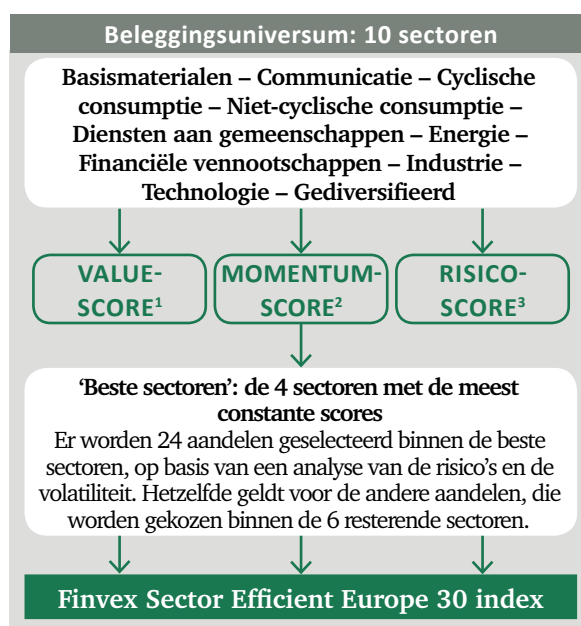 Beleggingsuniversum: 10 sectoren
Basismaterialen – Communicatie – Cyclische
consumptie – Niet-cyclische consumptie –
Diensten aan gemeenschappen – Energie –
Financiële vennootschappen – Industrie –
Technologie – Gediversifieerd
VALUE-
SCORE¹
MOMENTUM-
SCORE²
RISICO-
SCORE³
‘Beste sectoren’: de 4 sectoren met de meest
constante scores
Er worden 24 aandelen geselecteerd binnen de beste
sectoren, op basis van een analyse van de risico’s en de
volatiliteit. Hetzelfde geldt voor de andere aandelen, die
worden gekozen binnen de 6 resterende sectoren.
Finvex Sector Efficient Europe 30 index